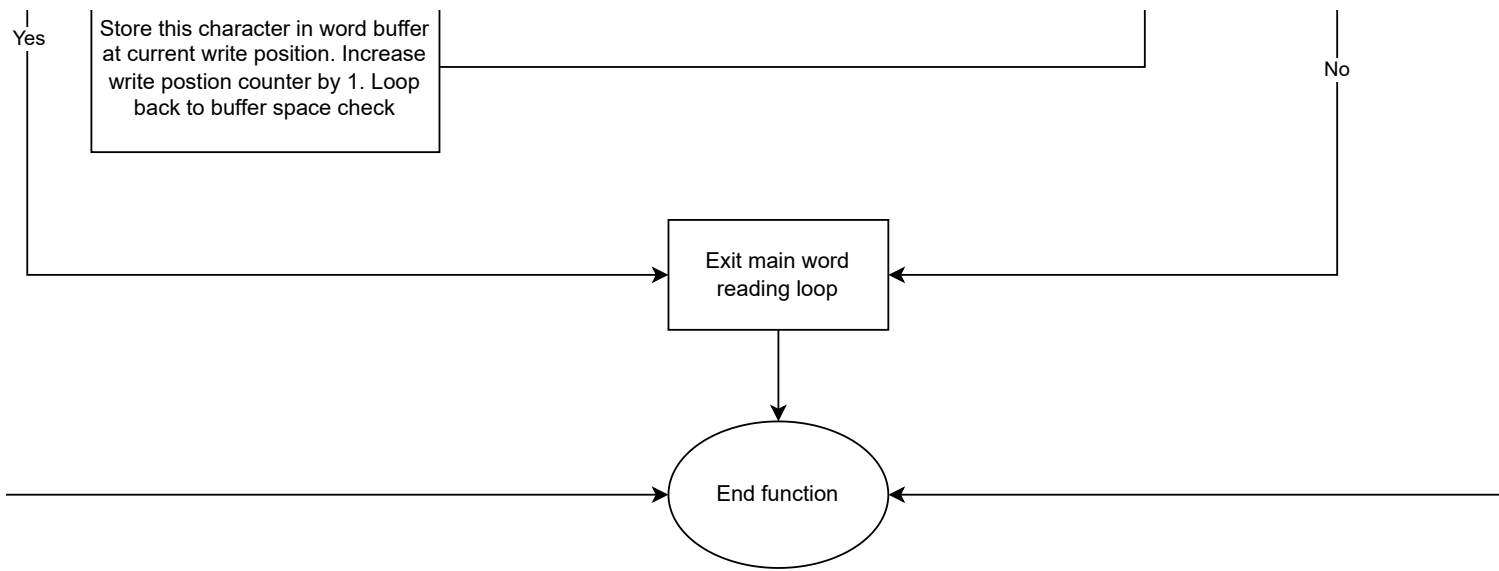 Yes
Store this character in word buffer
at current write position. Increase
write postion counter by 1. Loop
back to buffer space check
No
Exit main word
reading loop
End function